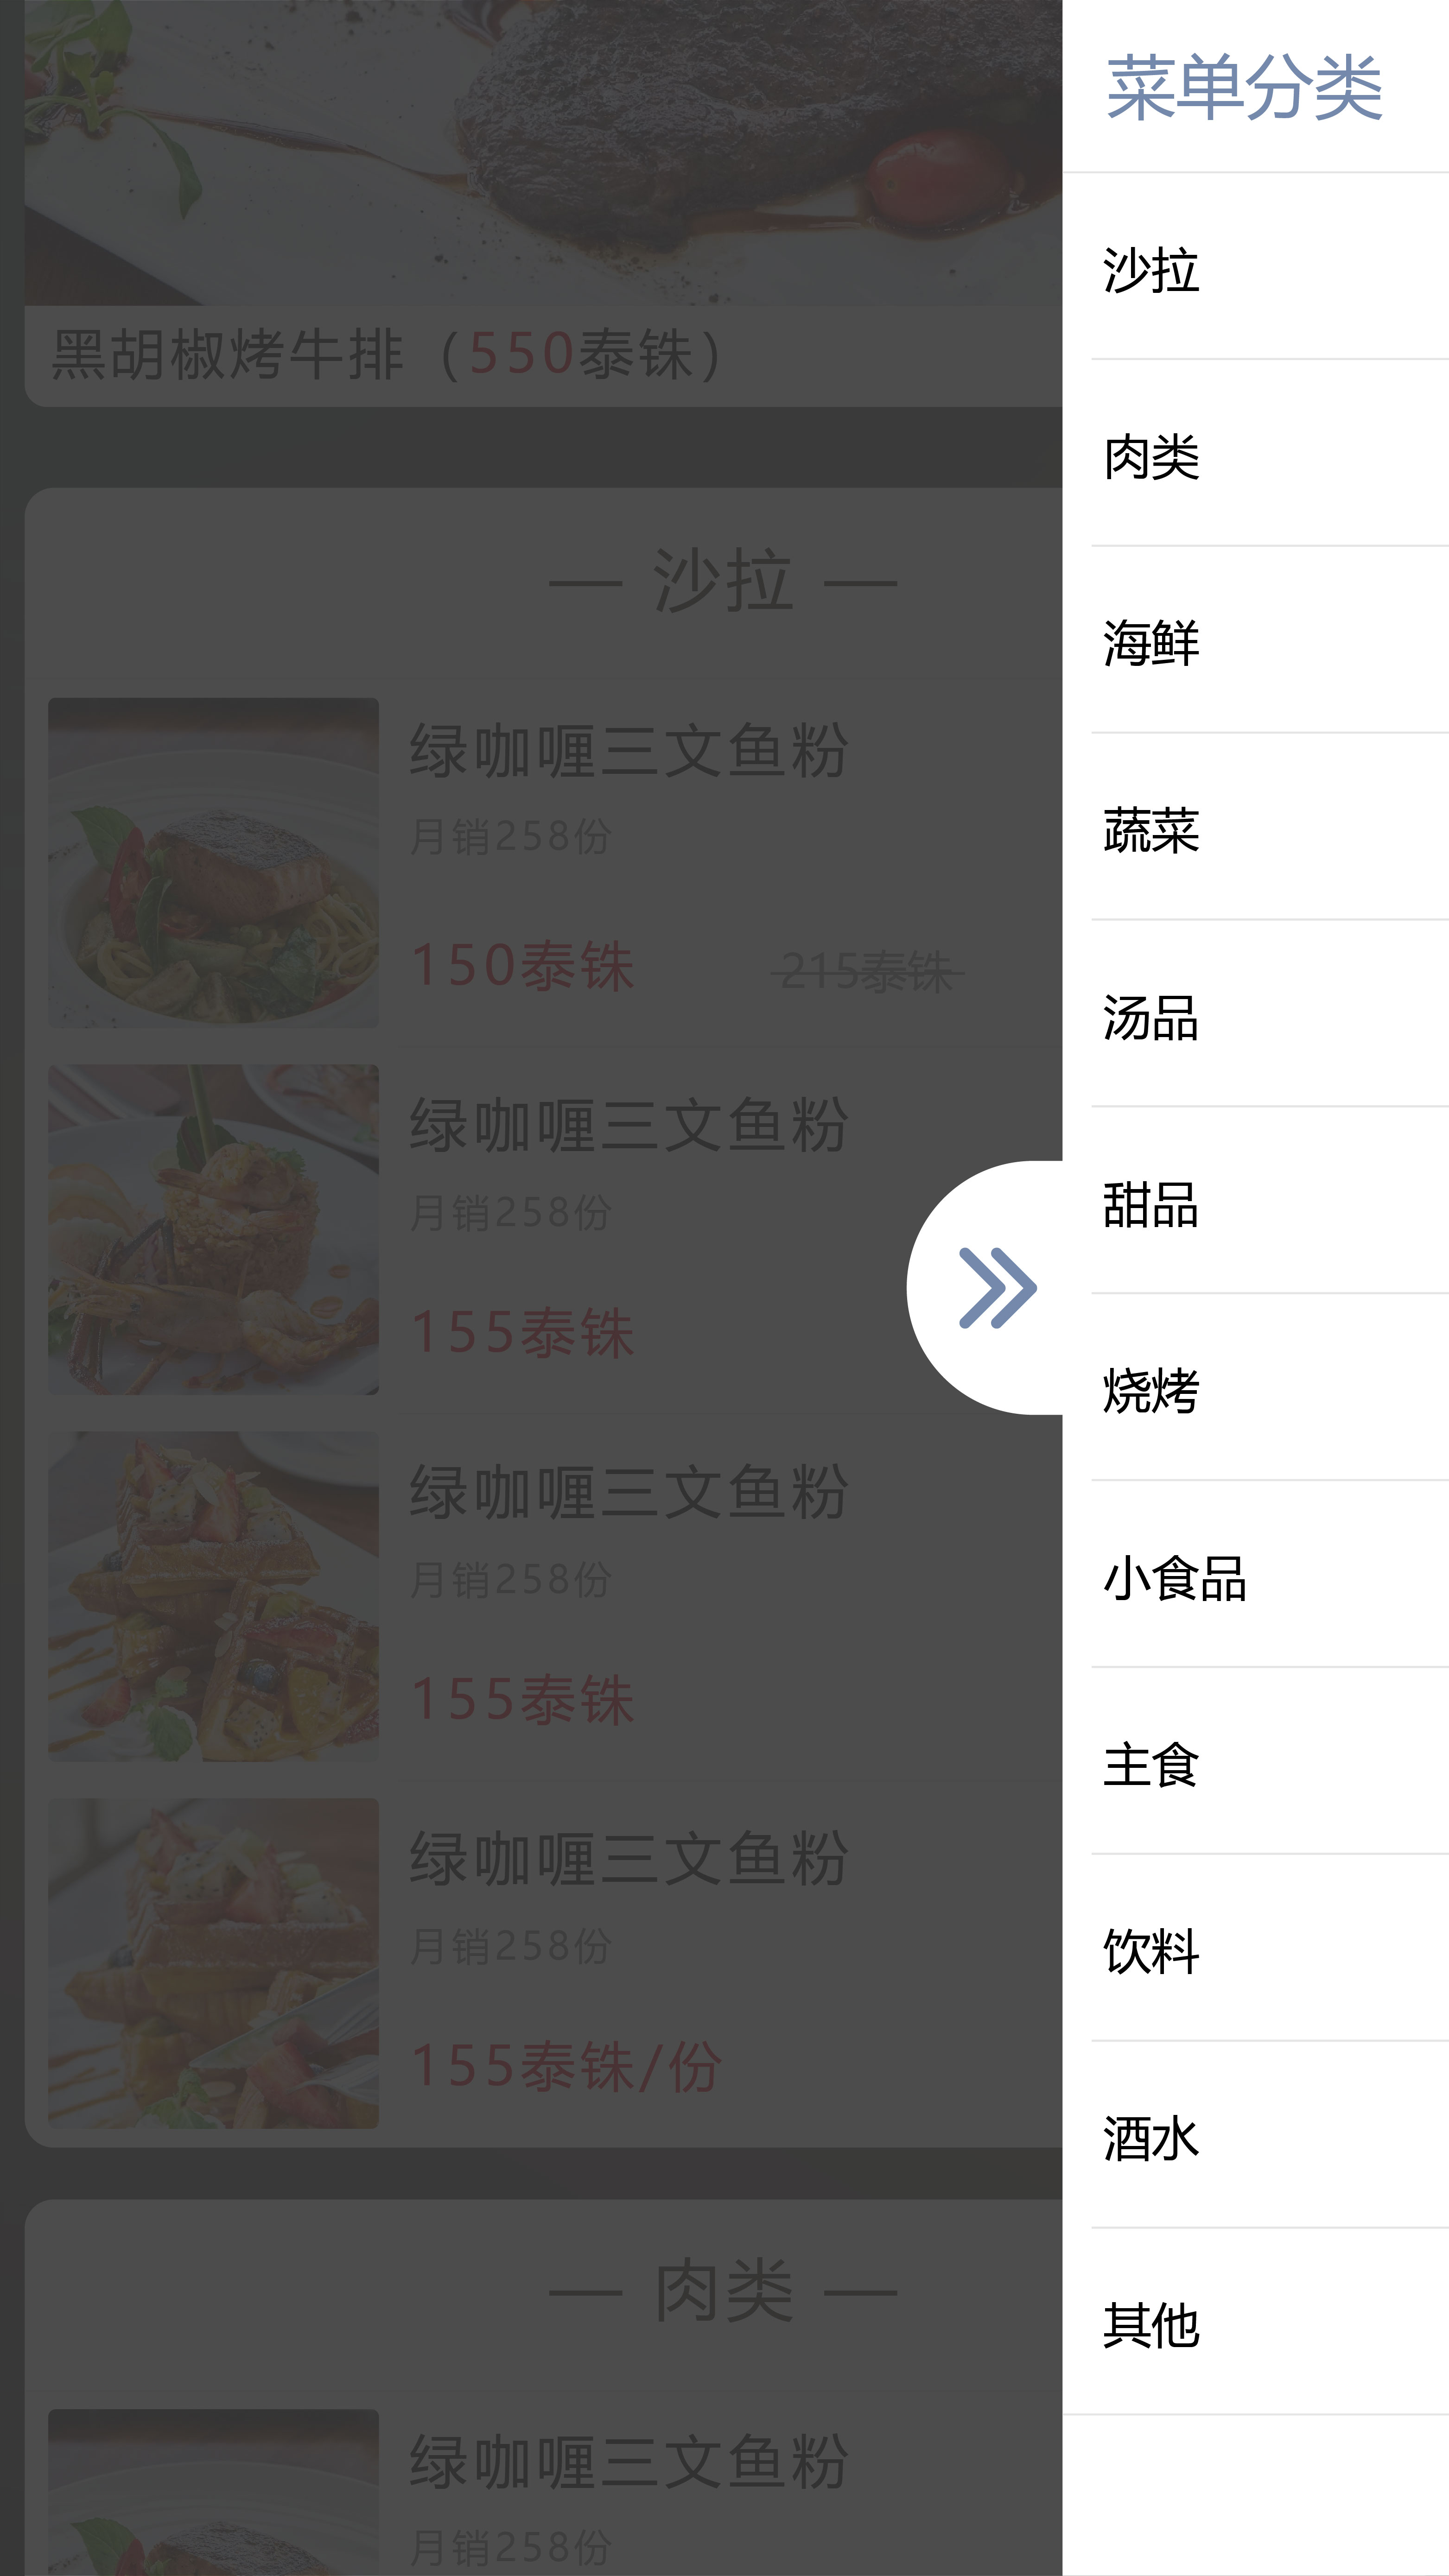 黑胡椒烤牛排（550泰铢）
— 沙拉 —
绿咖喱三文鱼粉
月销258份
150泰铢 215泰铢
绿咖喱三文鱼粉
月销258份
155泰铢
绿咖喱三文鱼粉
月销258份
155泰铢
绿咖喱三文鱼粉
月销258份
155泰铢/份
— 肉类 —
绿咖喱三文鱼粉
月销258份
菜单分类
沙拉
肉类
海鲜
蔬菜
汤品
甜品
烧烤
小食品
主食
饮料
酒水
其他